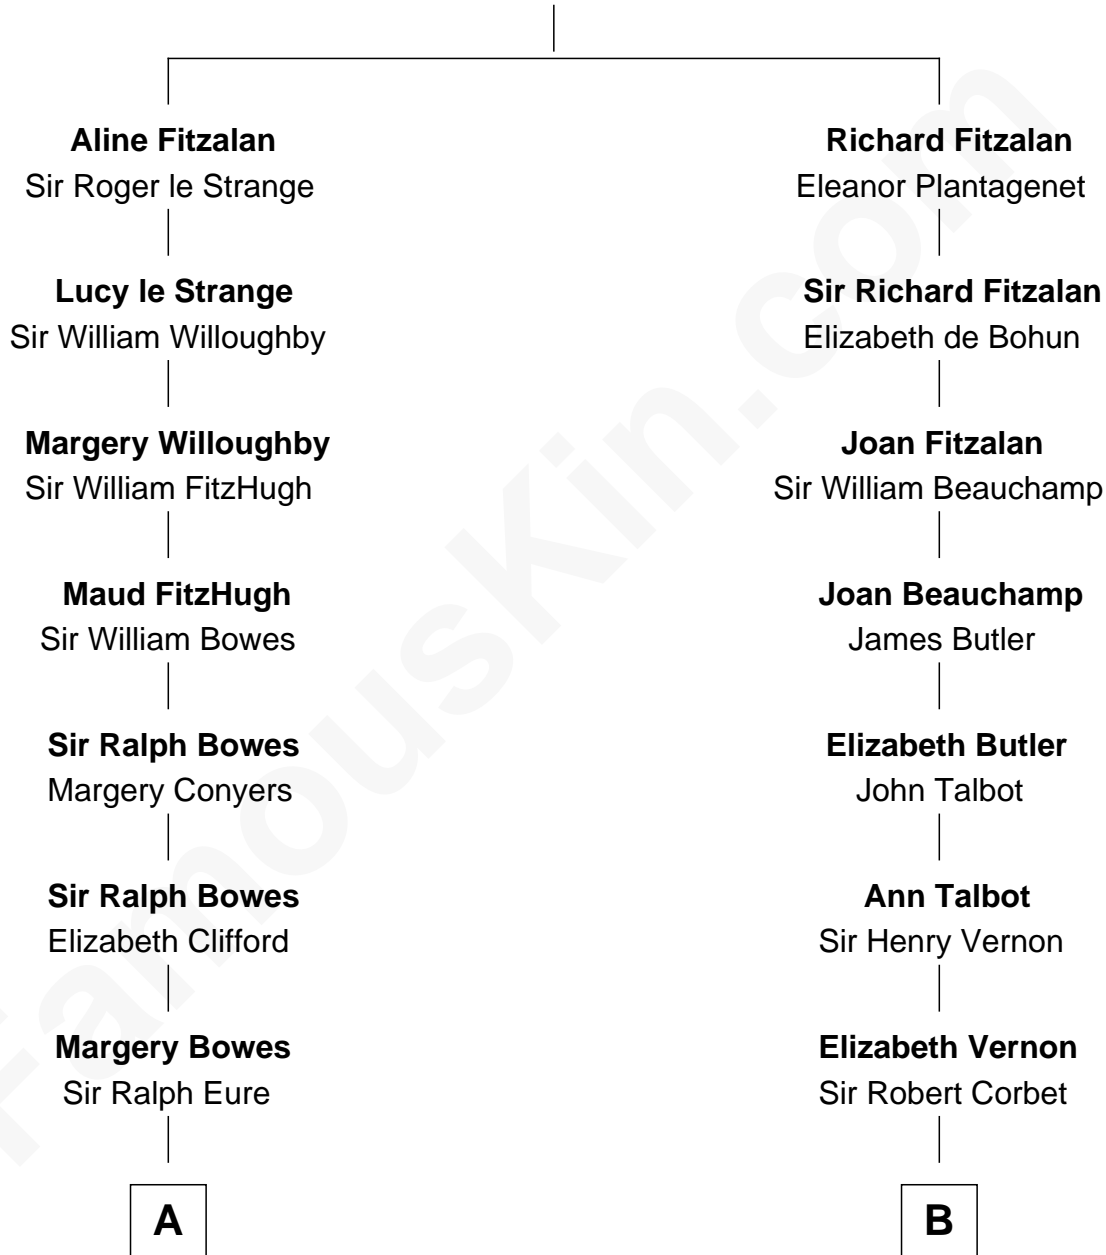 Aline Fitzalan
Sir Roger le Strange
Lucy le Strange
Sir William Willoughby
Margery Willoughby
Sir William FitzHugh
Maud FitzHugh
Sir William Bowes
Sir Ralph Bowes
Margery Conyers
Sir Ralph Bowes
Elizabeth Clifford
Margery Bowes
Sir Ralph Eure
A
Richard Fitzalan
Eleanor Plantagenet
Sir Richard Fitzalan
Elizabeth de Bohun
Joan Fitzalan
Sir William Beauchamp
Joan Beauchamp
James Butler
Elizabeth Butler
John Talbot
Ann Talbot
Sir Henry Vernon
Elizabeth Vernon
Sir Robert Corbet
B
FamousKin.com